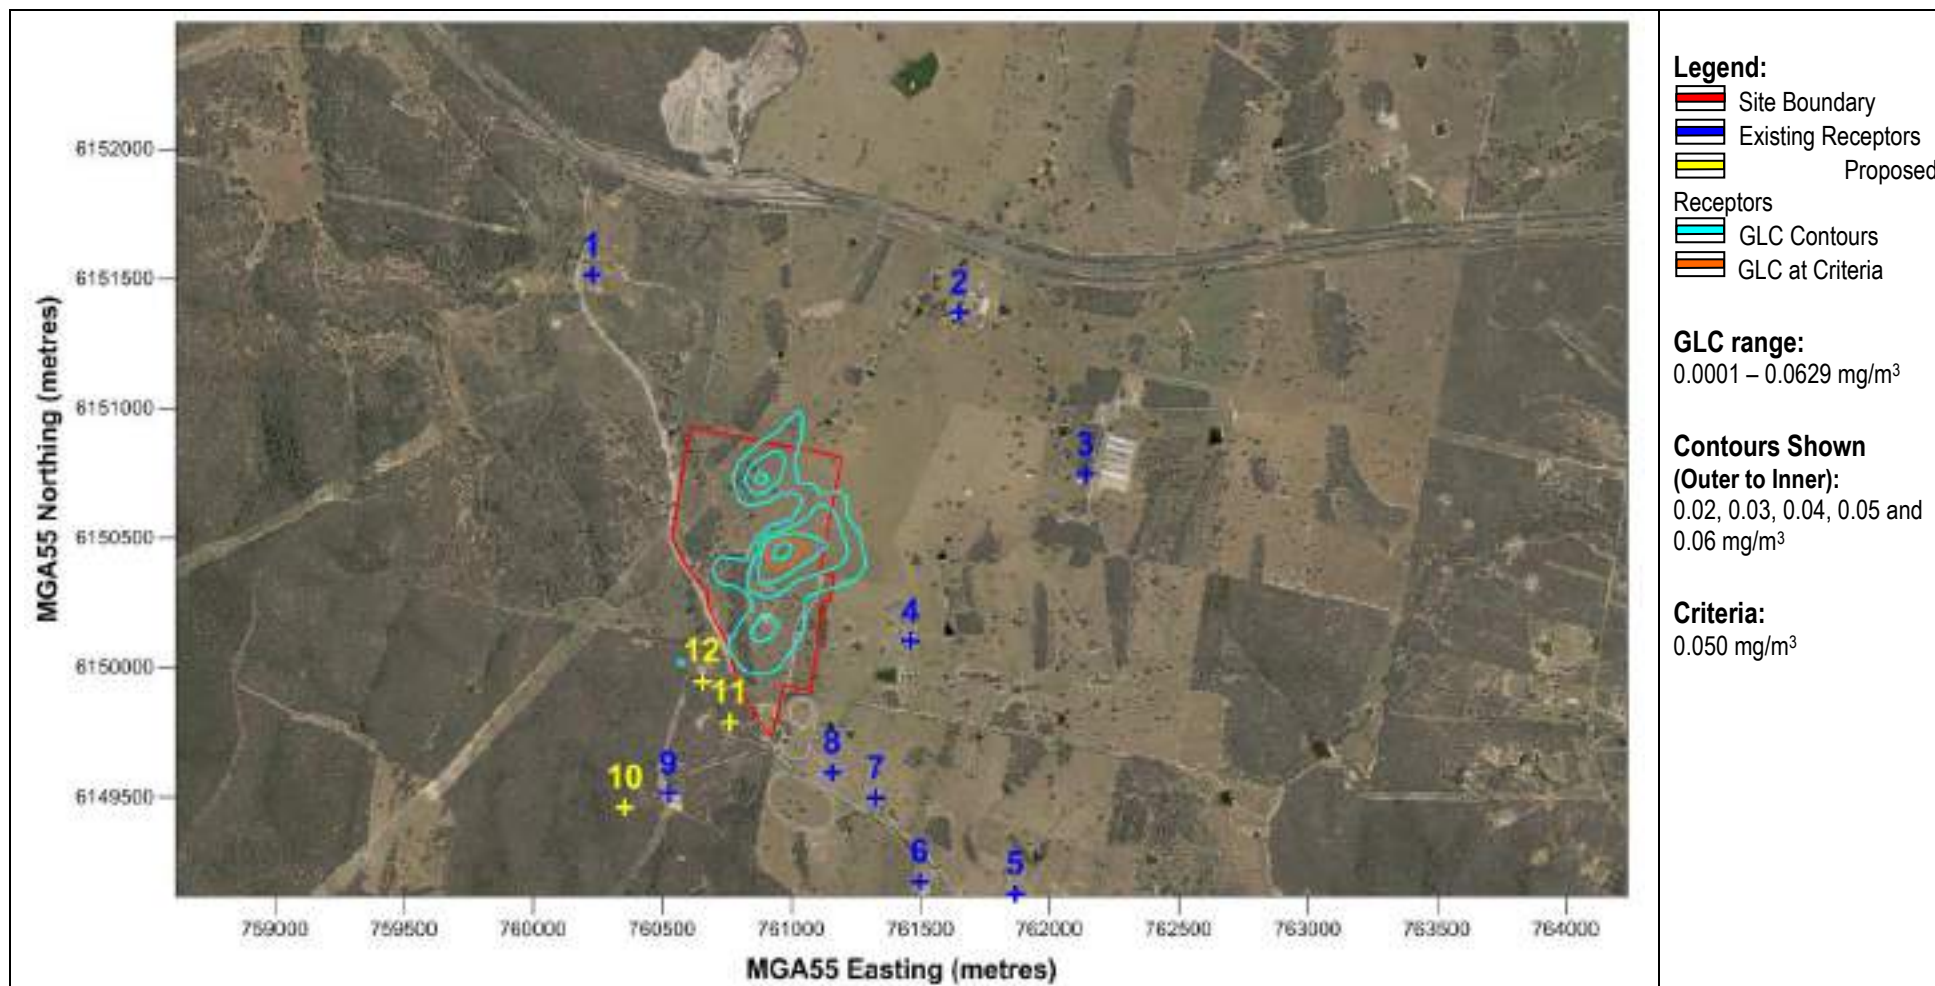 6152000
6151500
6151000
6150500
6150000
6149500
MGA55 Northing (metres)
1
2
3
4
12
11
8
9
7
10
6
5
759000 759500 760000 760500 761000 761500 762000 762500 763000 763500 764000
MGA55 Easting (metres)
Legend:
Site Boundary
Existing Receptors
Proposed
Receptors
GLC Contours
GLC at Criteria
GLC range:
0.0001 – 0.0629 mg/m³
Contours Shown
(Outer to Inner):
0.02, 0.03, 0.04, 0.05 and
0.06 mg/m³
Criteria:
0.050 mg/m³